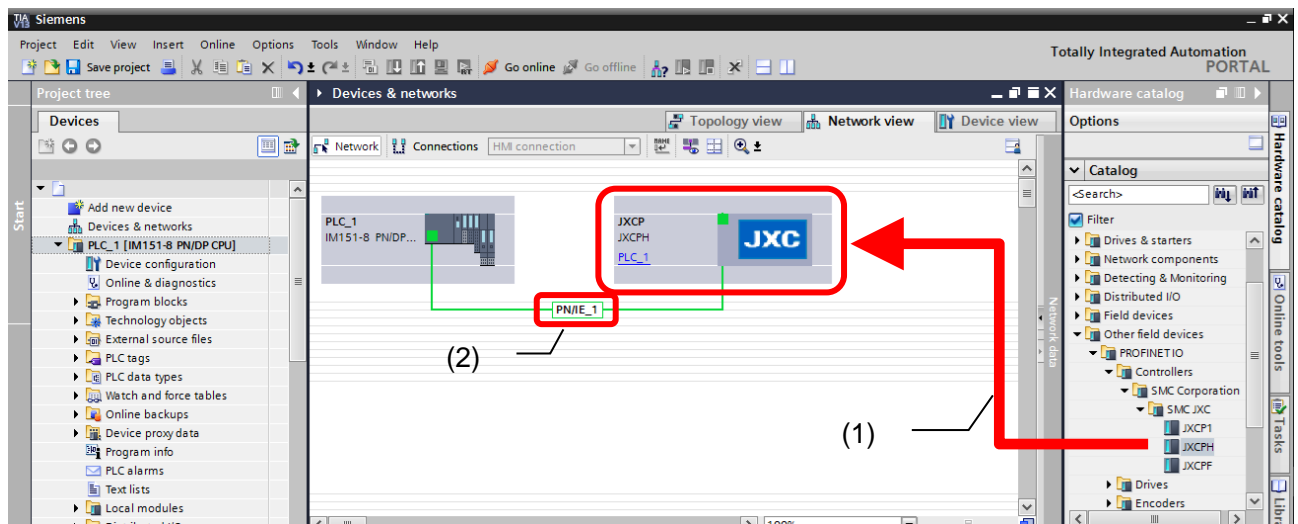 TIA
V13
Siemens
Project Edit View Insert Online Options Tools Window Help
Save project
Go online
Go offline
Totally Integrated Automation
PORTAL
Project tree
Devices
Start
Add new device
Devices & networks
PLC_1 [IM151-8 PN/DP CPU]
Device configuration
Online & diagnostics
Program blocks
Technology objects
External source files
PLC tags
PLC data types
Watch and force tables
Online backups
Device proxy data
Program info
PLC alarms
Text lists
Local modules
Devices & networks
Topology view
Network view
Device view
Network
Connections
HMI connection
PLC_1
IM151-8 PN/DP...
JXCP
JXCPH
PLC_1
JXC
PN/IE_1
(2)
(1)
100%
Network data
Hardware catalog
Options
Catalog
<Search>
Filter
Drives & starters
Network components
Detecting & Monitoring
Distributed I/O
Field devices
Other field devices
PROFINET IO
Controllers
SMC Corporation
SMC JXC
JXCP1
JXCPH
JXCPF
Drives
Encoders
Hardware catalog
Online tools
Tasks
Libra